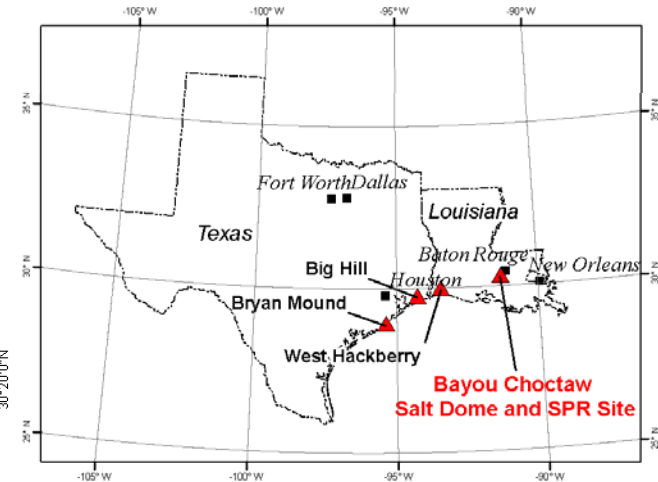 -105° W
-100° W
-95° W
-90° W
35° N
35° N
Fort Worth Dallas
Louisiana
Texas
Baton Rouge
New Orleans
30° N
30° N
Big Hill
Houston
Bryan Mound
West Hackberry
30°20'0"N
Bayou Choctaw
Salt Dome and SPR Site
25° N
25° N
-105° W
-100° W
-95° W
-90° W